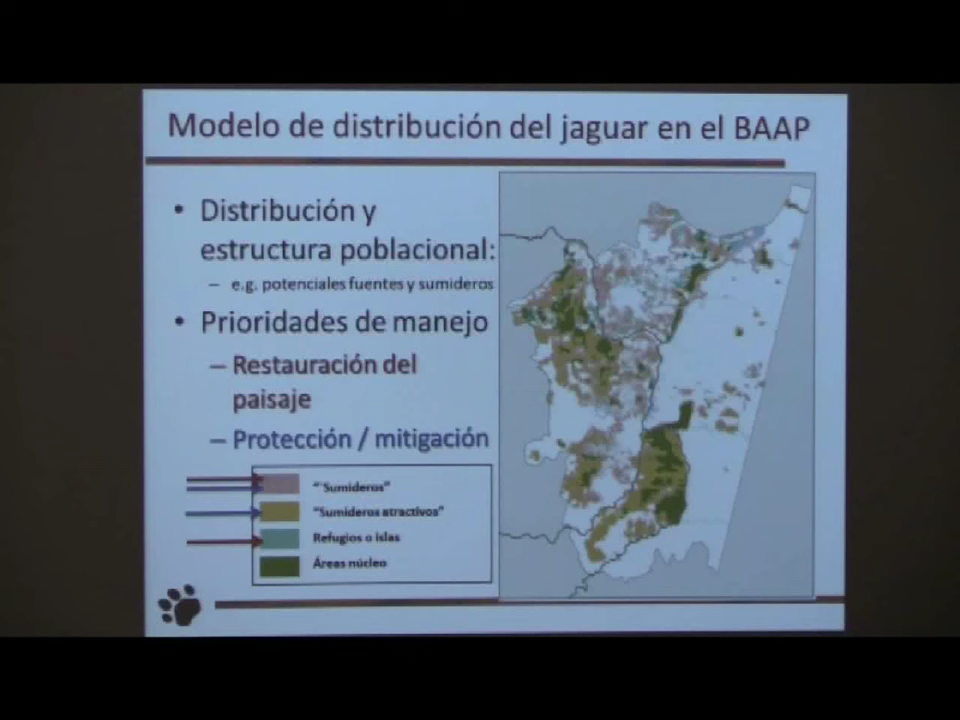 Modelo de distribución del jaguar en el BAAP
• Distribución y
estructura poblacional:
– e.g. potenciales fuentes y sumideros
• Prioridades de manejo
– Restauración del
paisaje
– Protección / mitigación
"Sumideros"
"Sumideros atractivos"
Refugios o islas
Áreas núcleo